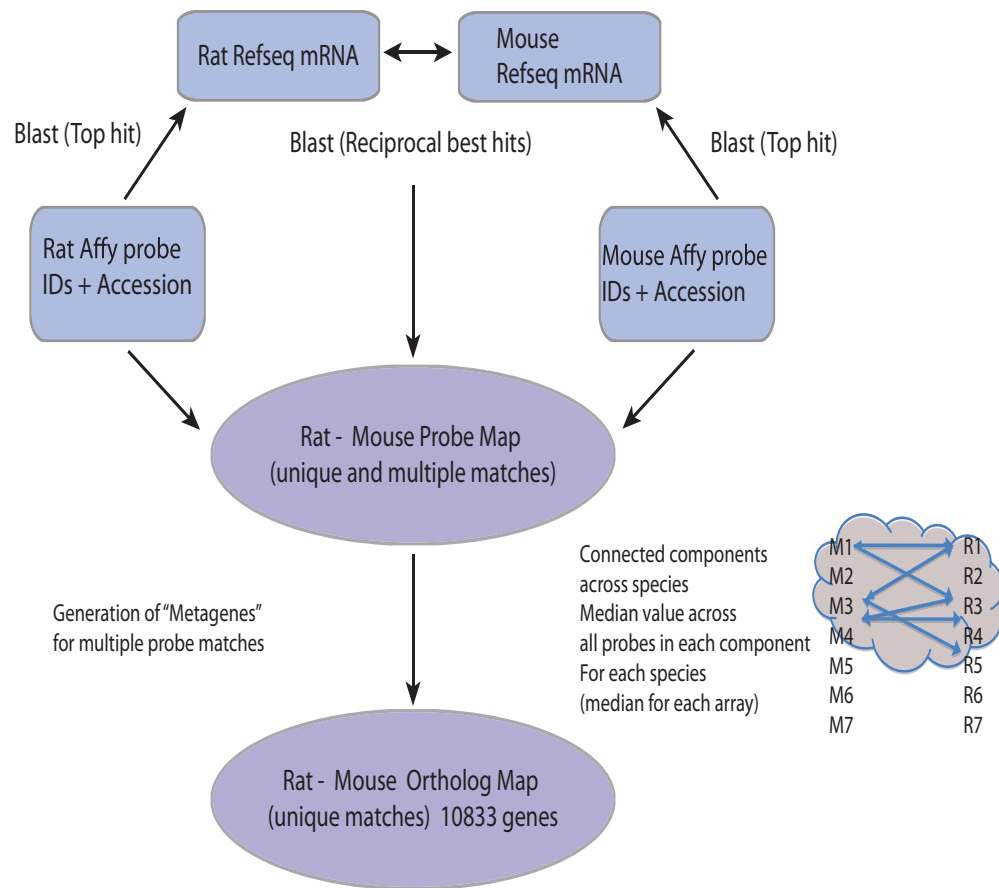 Rat Refseq mRNA
Mouse
Refseq mRNA
Blast (Top hit)
Blast (Reciprocal best hits)
Blast (Top hit)
Rat Affy probe
IDs + Accession
Mouse Affy probe
IDs + Accession
Rat - Mouse Probe Map
(unique and multiple matches)
Generation of “Metagenes”
for multiple probe matches
Connected components
across species
Median value across
all probes in each component
For each species
(median for each array)
M1 R1
M2 R2
M3 R3
M4 R4
M5 R5
M6 R6
M7 R7
Rat - Mouse Ortholog Map
(unique matches) 10833 genes